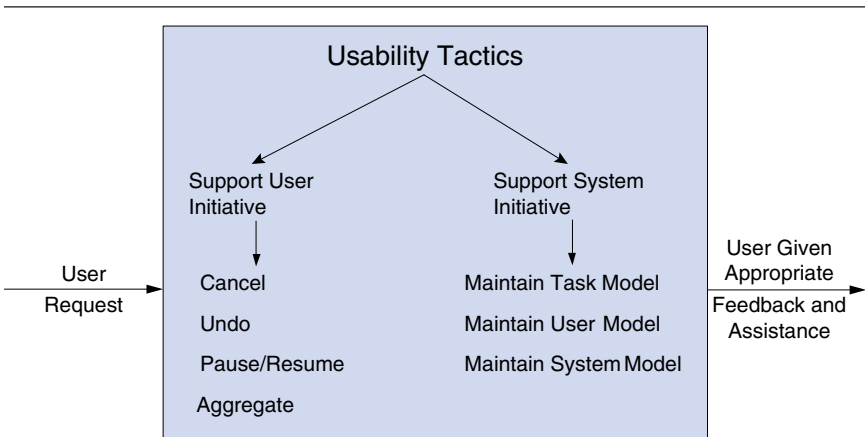 Usability Tactics
Support User
Initiative
Support System
Initiative
User
Request
Cancel
Undo
Pause/Resume
Aggregate
Maintain Task Model
Maintain User Model
Maintain System Model
User Given
Appropriate
Feedback and
Assistance